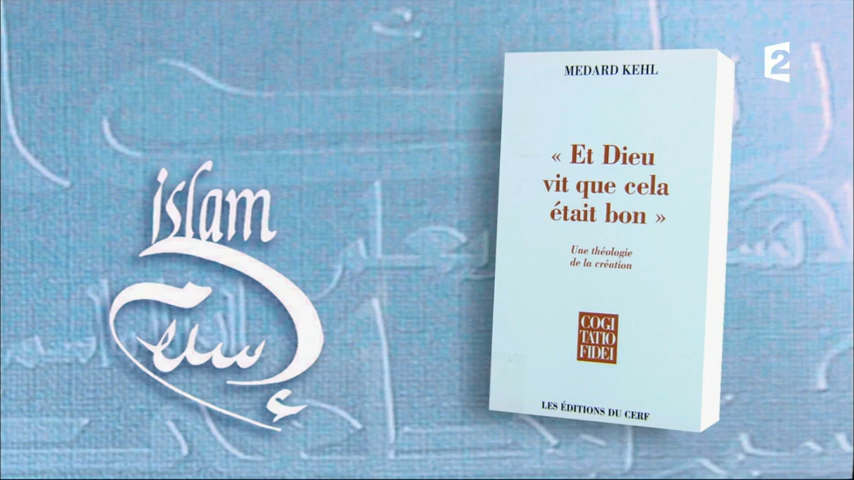 2
MEDARD KEHL
« Et Dieu
vit que cela
était bon »
Une théologie
de la création
COGI
TATIO
FIDEI
LES ÉDITIONS DU CERF
islam
إسلام